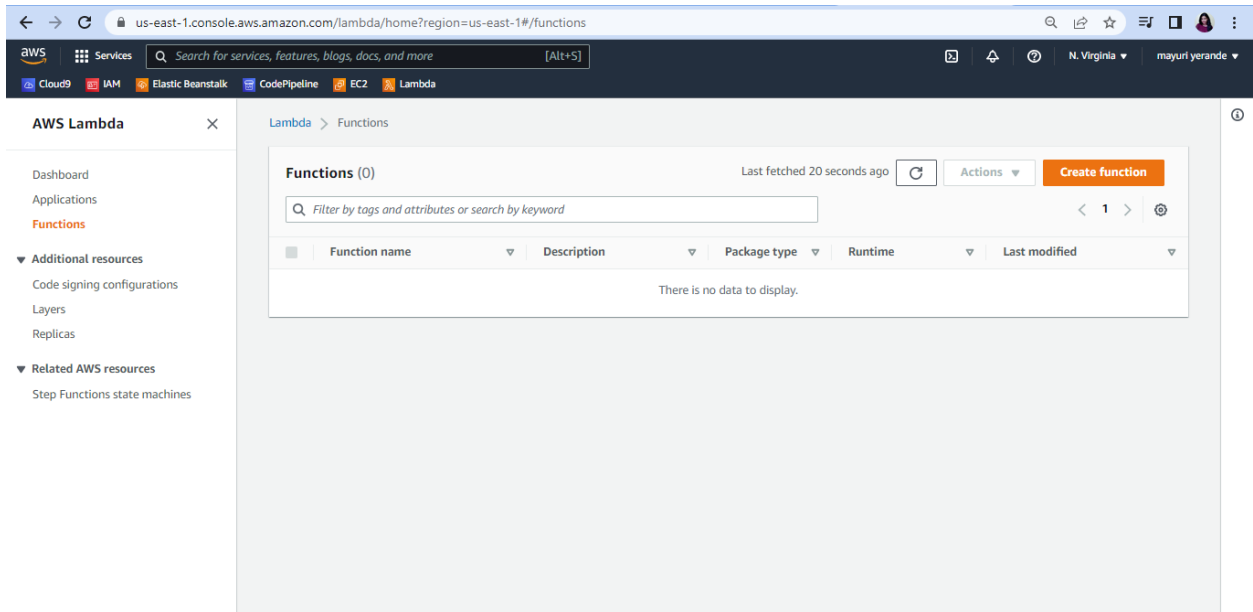 us-east-1.console.aws.amazon.com/lambda/home?region=us-east-1#/functions
aws Services Search for services, features, blogs, docs, and more [Alt+S] N. Virginia mayuri yerande
Cloud9 IAM Elastic Beanstalk CodePipeline EC2 Lambda
AWS Lambda
Dashboard
Applications
Functions
Additional resources
Code signing configurations
Layers
Replicas
Related AWS resources
Step Functions state machines
Lambda > Functions
Functions (0) Last fetched 20 seconds ago Actions Create function
Filter by tags and attributes or search by keyword 1
Function name Description Package type Runtime Last modified
There is no data to display.